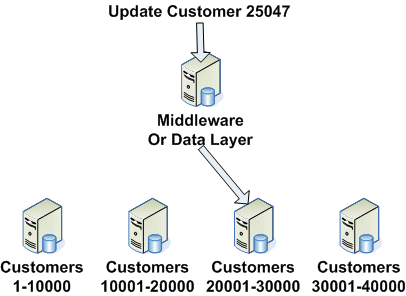 Update Customer 25047
Middleware
Or Data Layer
Customers
1-10000
Customers
10001-20000
Customers
20001-30000
Customers
30001-40000